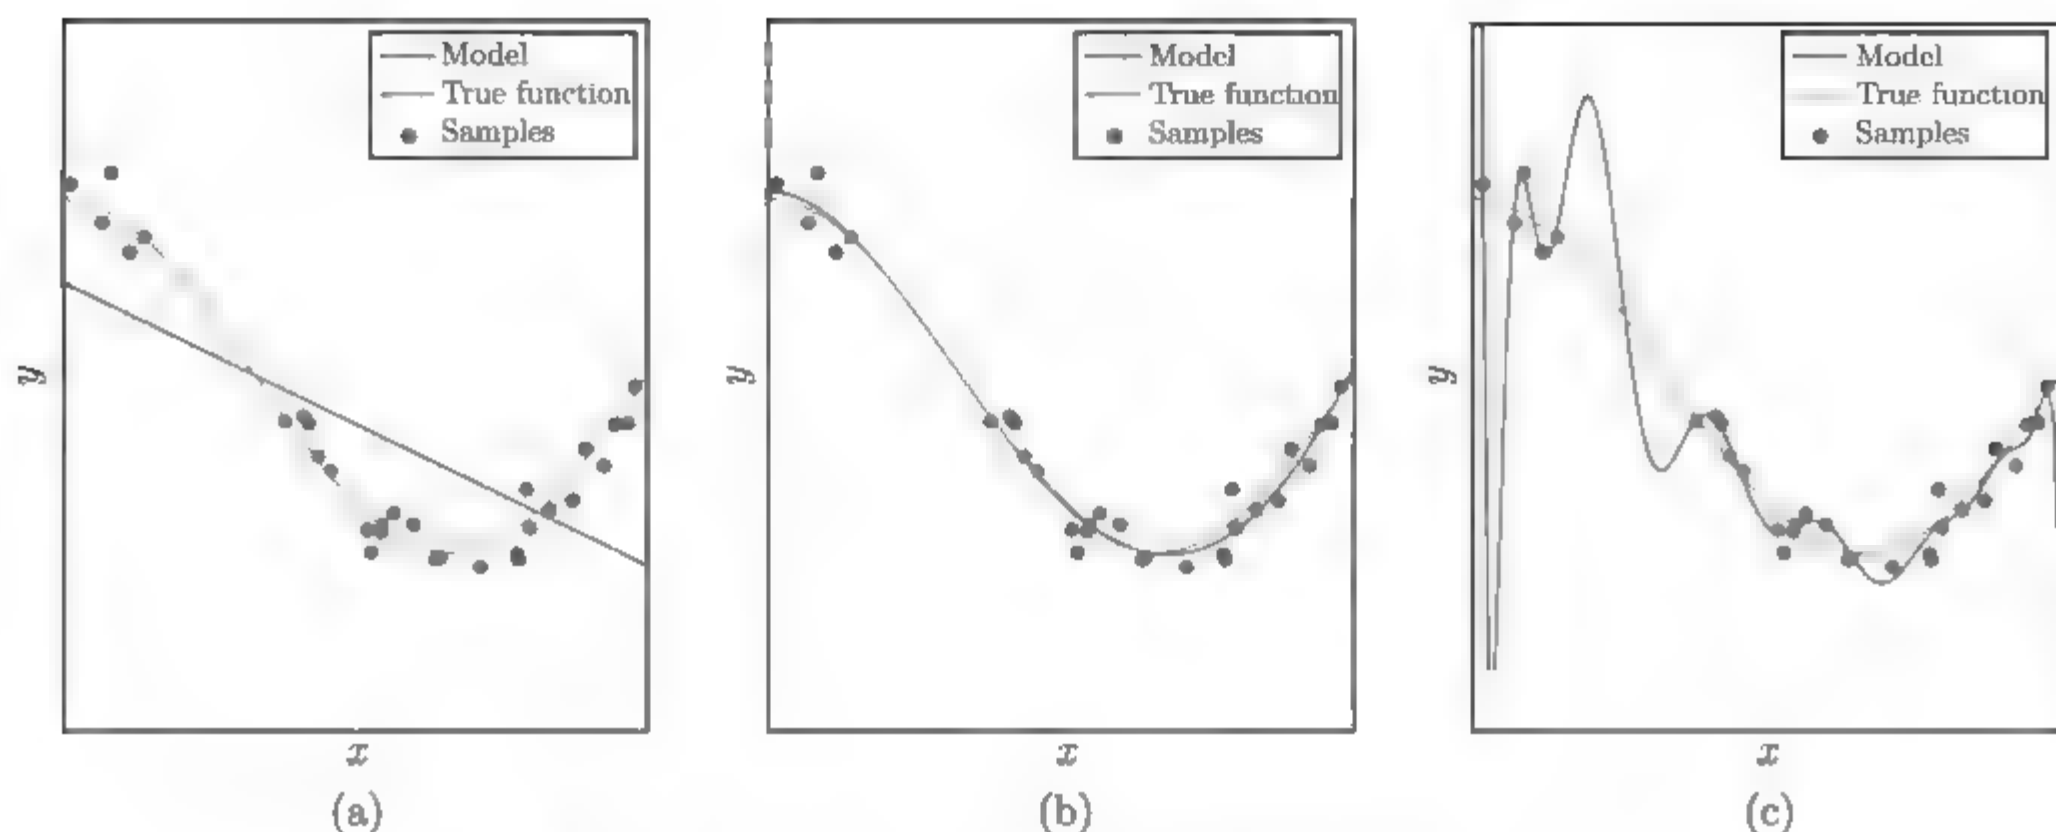 Model
True function
Samples
y
x
(a)
Model
True function
Samples
y
x
(b)
Model
True function
Samples
y
x
(c)